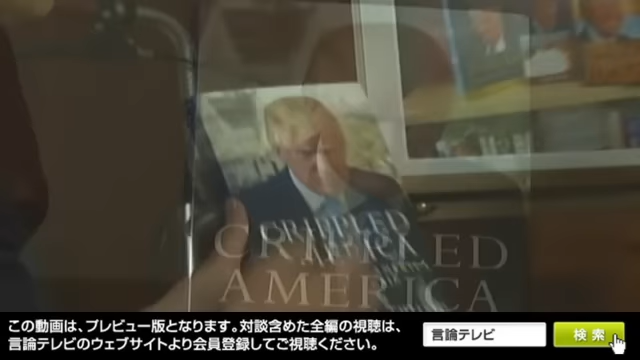 CRIPPLED
AMERICA
CRIPPLED
AMERICA
この動画は、プレビュー版となります。対談含めた全編の視聴は、
言論テレビのウェブサイトより会員登録してご視聴ください。
言論テレビ
検索